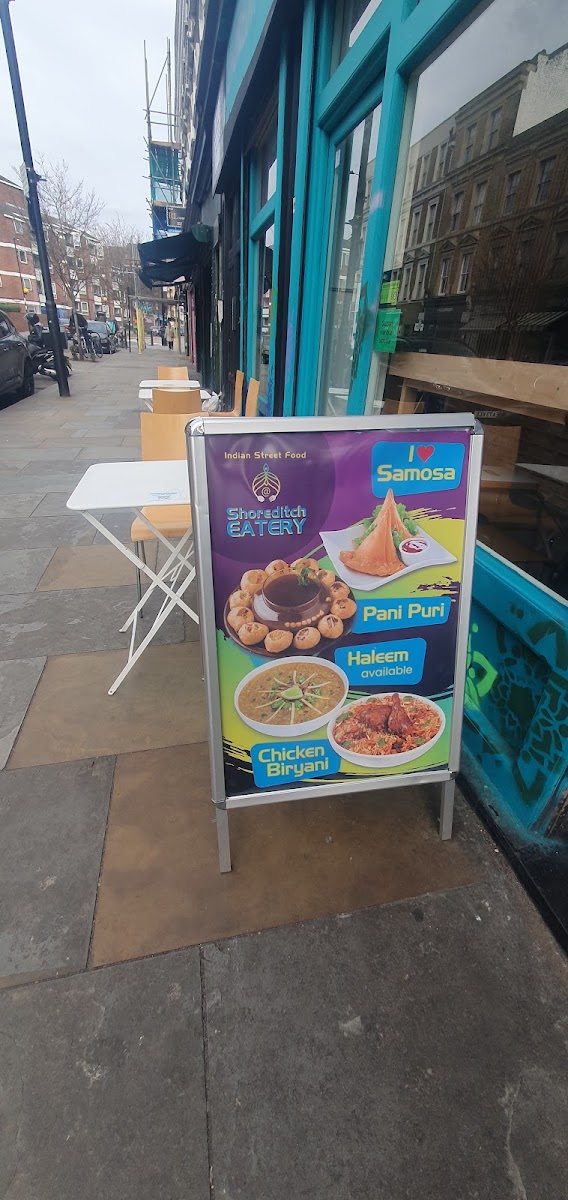 Indian Street Food
@
Shoreditch
EATERY
I ♥
Samosa
Pani Puri
Haleem
available
Chicken
Biryani